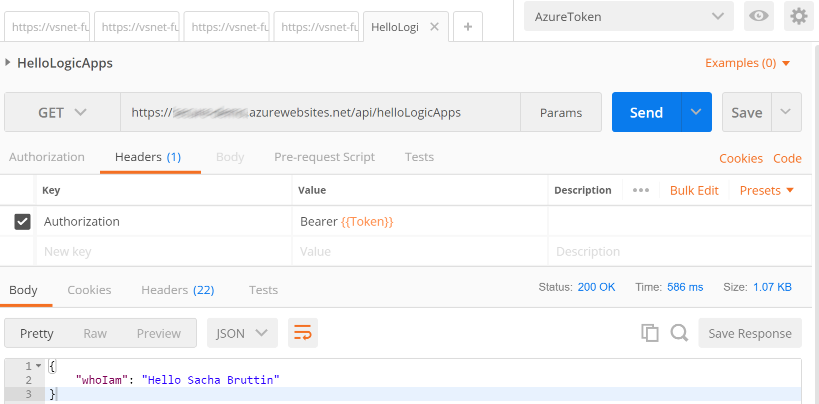 https://vsnet-fu https://vsnet-fu https://vsnet-fu https://vsnet-fu HelloLogi × + AzureToken
HelloLogicApps Examples (0)
GET https:// .azurewebsites.net/api/helloLogicApps Params Send Save
Authorization Headers (1) Body Pre-request Script Tests Cookies Code
Key Value Description ••• Bulk Edit Presets
Authorization Bearer {{Token}}
New key Value Description
Body Cookies Headers (22) Tests Status: 200 OK Time: 586 ms Size: 1.07 KB
Pretty Raw Preview JSON Save Response
1 {
2 "whoIam": "Hello Sacha Bruttin"
3 }